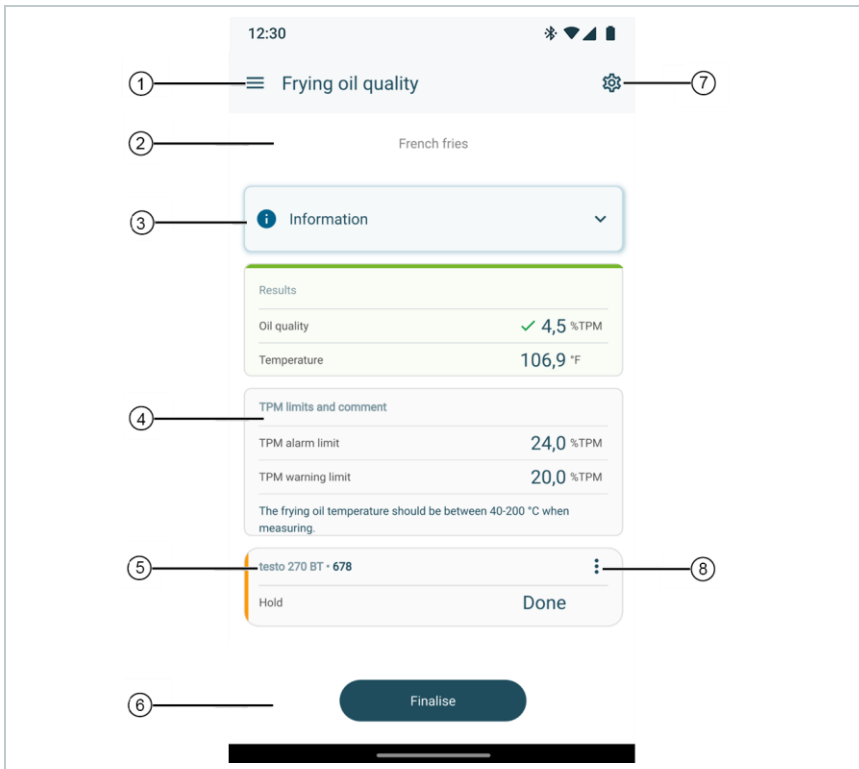 12:30
1 Frying oil quality 7
2 French fries
3 Information
Results
Oil quality 4,5 %TPM
Temperature 106,9 °F
4 TPM limits and comment
TPM alarm limit 24,0 %TPM
TPM warning limit 20,0 %TPM
The frying oil temperature should be between 40-200 °C when
measuring.
5 testo 270 BT • 678 8
Hold Done
6 Finalise